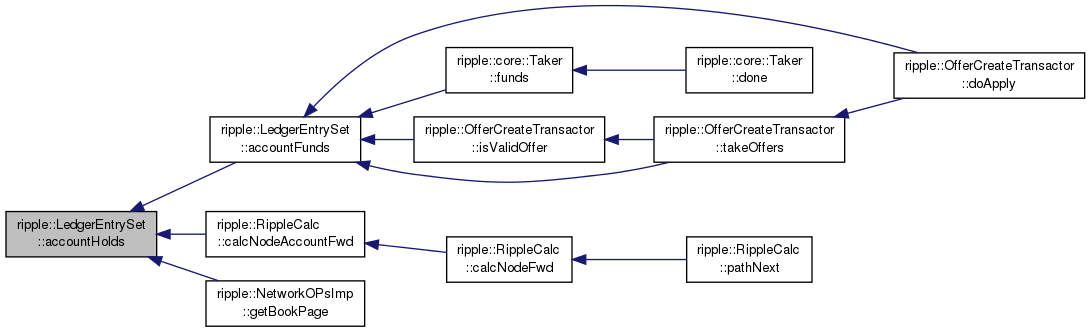 ripple::LedgerEntrySet
::accountHolds
ripple::LedgerEntrySet
::accountFunds
ripple::core::Taker
::funds
ripple::core::Taker
::done
ripple::OfferCreateTransactor
::doApply
ripple::OfferCreateTransactor
::isValidOffer
ripple::OfferCreateTransactor
::takeOffers
ripple::RippleCalc
::calcNodeAccountFwd
ripple::RippleCalc
::calcNodeFwd
ripple::RippleCalc
::pathNext
ripple::NetworkOPsImp
::getBookPage